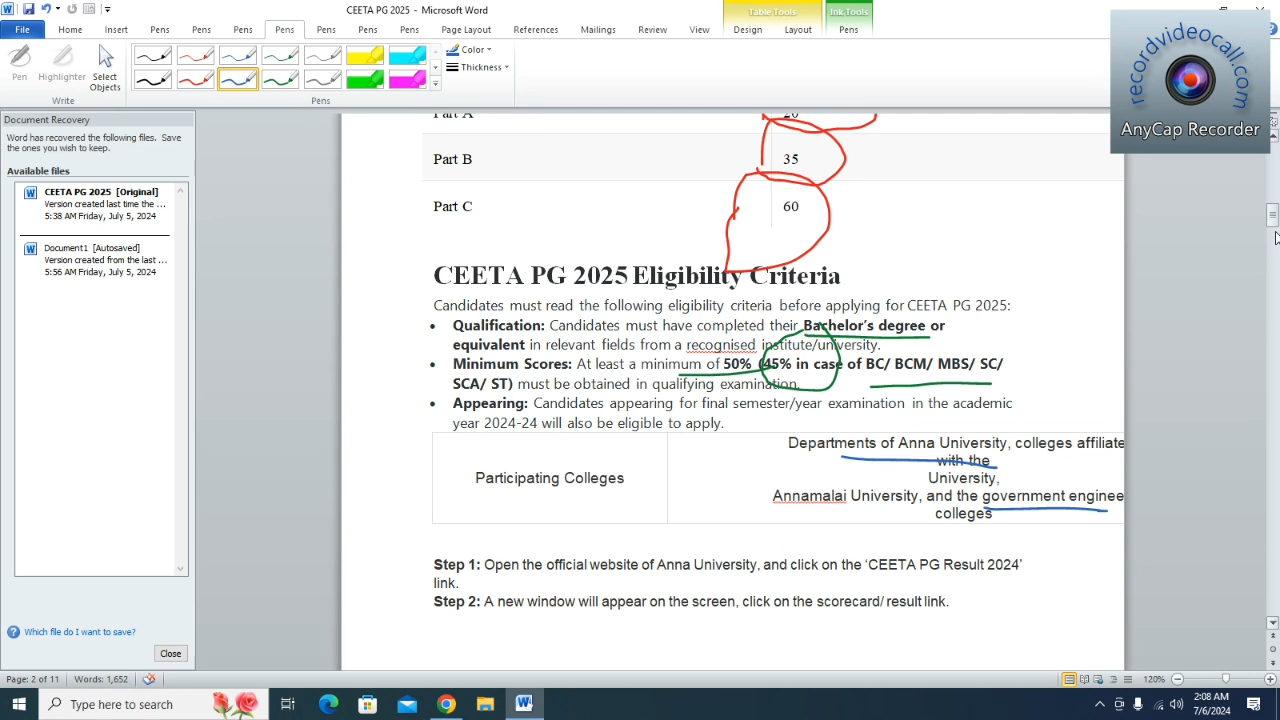 CEETA PG 2025 - Microsoft Word
Table Tools
Ink Tools
File
Home
Insert
Pens
Pens
Pens
Pens
Pens
Pens
Page Layout
References
Mailings
Review
View
Design
Layout
Pens
Pen
Highlighter
Select
Objects
Write
Color
Thickness
Pens
recordvideocall.com
AnyCap Recorder
Document Recovery
Word has recovered the following files. Save
the ones you wish to keep.
Available files
CEETA PG 2025 [Original]
Version created last time the ...
5:38 AM Friday, July 5, 2024
Document1 [Autosaved]
Version created from the last ...
5:56 AM Friday, July 5, 2024
Which file do I want to save?
Close
Part A 20
Part B 35
Part C 60
CEETA PG 2025 Eligibility Criteria
Candidates must read the following eligibility criteria before applying for CEETA PG 2025:
• Qualification: Candidates must have completed their Bachelor's degree or
equivalent in relevant fields from a recognised institute/university.
• Minimum Scores: At least a minimum of 50% (45% in case of BC/ BCM/ MBS/ SC/
SCA/ ST) must be obtained in qualifying examination.
• Appearing: Candidates appearing for final semester/year examination in the academic
year 2024-24 will also be eligible to apply.
Participating Colleges
Departments of Anna University, colleges affiliate
with the
University,
Annamalai University, and the government enginee
colleges
Step 1: Open the official website of Anna University, and click on the ‘CEETA PG Result 2024’
link.
Step 2: A new window will appear on the screen, click on the scorecard/ result link.
Page: 2 of 11
Words: 1,652
120%
Type here to search
2:08 AM
7/6/2024